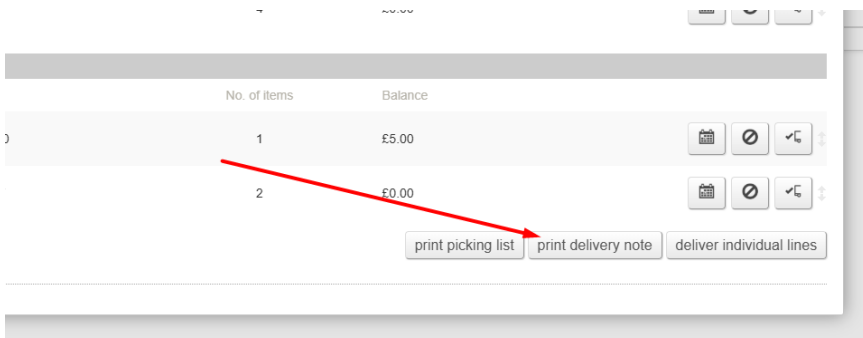 No. of items Balance
1 £5.00
2 £0.00
print picking list print delivery note deliver individual lines